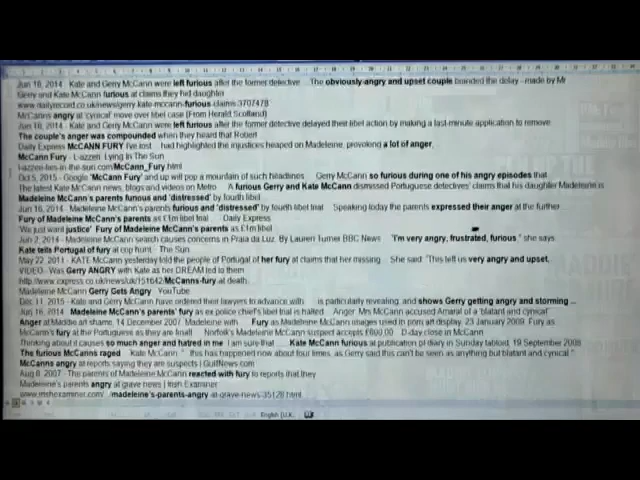 Jun 16, 2014 - Kate and Gerry McCann were left furious after the former detective The obviously angry and upset couple branded the delay - made by Mr
Gerry and Kate McCann furious at claims they hid daughter
www.dailyrecord.co.uk/news/gerry-kate-mccann-furious-claims-3707478
McCanns angry at 'cynical' move over libel case (From Herald Scotland)
Jun 16, 2014 - Kate and Gerry McCann were left furious after the former detective delayed their libel action by making a last-minute application to remove
The couple's anger was compounded when they heard that Robert
Daily Express McCANN FURY I've lost had highlighted the injustices heaped on Madeleine, provoking a lot of anger,
McCann Fury - L-azzeri Lying In The Sun
l-azzeri-lies-in-the-sun.com/McCann_Fury.html
Oct 15, 2015 - Google 'McCann Fury' and up will pop a mountain of such headlines Gerry McCann so furious during one of his angry episodes that
The latest Kate McCann news, blogs and videos on Metro A furious Gerry and Kate McCann dismissed Portuguese detectives' claims that his daughter Madeleine is
Madeleine McCann's parents furious and 'distressed' by fourth libel
Jun 16, 2014 - Madeleine McCann's parents furious and 'distressed' by fourth libel trial Speaking today the parents expressed their anger at the further
Fury of Madeleine McCann's parents as £1m libel trial Daily Express
'We just want justice' Fury of Madeleine McCann's parents as £1m libel
Jun 2, 2014 - Madeleine McCann search causes concerns in Praia da Luz. By Lauren Turner BBC News "I'm very angry, frustrated, furious" she says
Kate tells Portugal of fury at cop hunt - The Sun
May 22, 2011 - KATE McCann yesterday told the people of Portugal of her fury at claims that her missing She said: "This left us very angry and upset,
VIDEO - Was Gerry ANGRY with Kate as her DREAM led to them
http://www.express.co.uk/news/uk/151642/McCanns-fury at death
Madeleine McCann Gerry Gets Angry YouTube
Dec 11, 2015 - Kate and Gerry McCann have ordered their lawyers to advance with is particularly revealing, and shows Gerry getting angry and storming ...
Jun 16, 2014 Madeleine McCann's parents' fury as ex police chief's libel trial is halted Anger Mrs McCann accused Amaral of a 'blatant and cynical'
Anger at Maddie art shame, 14 December 2007 Madeleine with Fury as Madeleine McCann images used in porn art display, 23 January 2009 Fury as
McCann's fury at the Portuguese As they are finali Norfolk's Madeleine McCann suspect accepts D-day close in McCann
Thinking about it causes so much anger and hatred in me I am sure that Kate McCann furious at publication of diary in Sunday tabloid, 19 September 2008
The furious McCanns raged Kate McCann " this has happened now about four times, as Gerry said this can't be seen as anything but blatant and cynical "
McCanns angry at reports saying they are suspects | GulfNews.com
Aug 8, 2007 - The parents of Madeleine McCann reacted with fury to reports that they
Madeleine's parents angry at grave news | Irish Examiner
www.irishexaminer.com/ /madeleine's-parents-angry at-grave-news-35128.html
English (U.K.